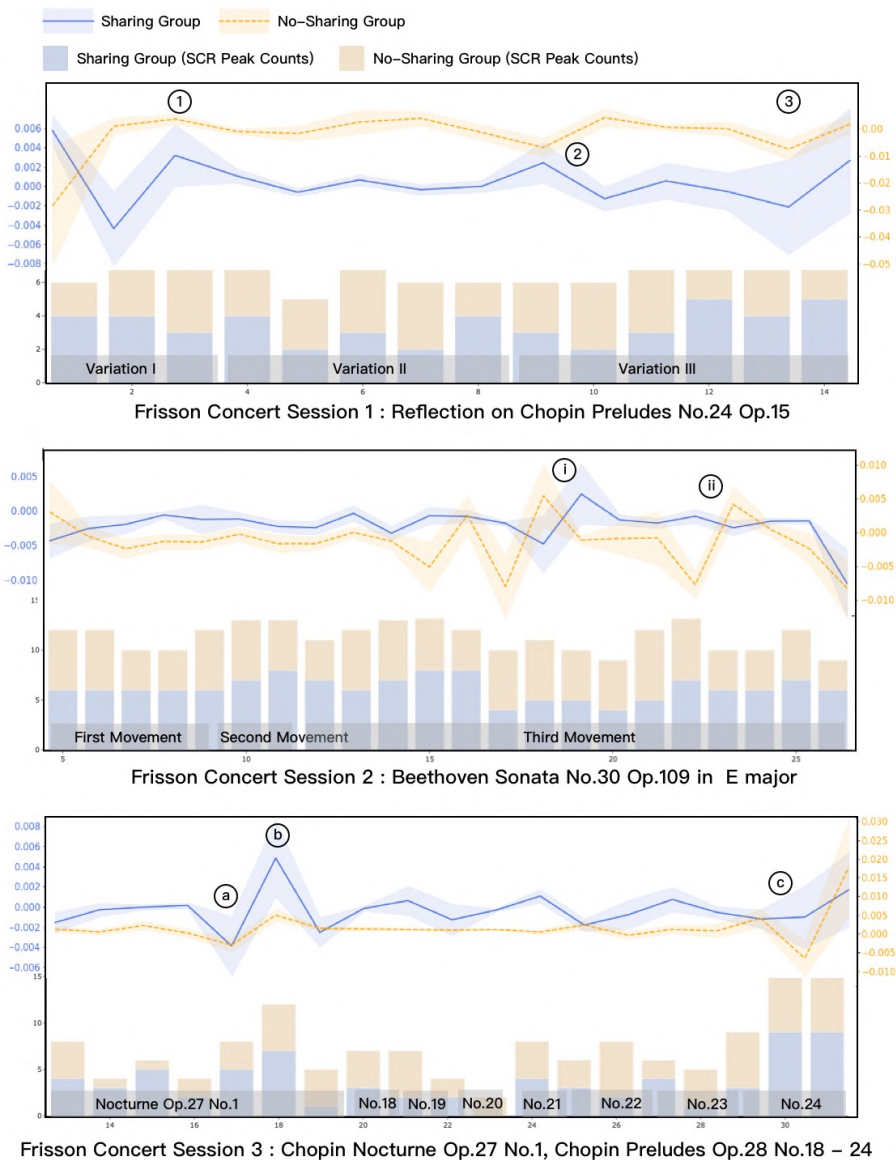 Sharing Group No-Sharing Group
Sharing Group (SCR Peak Counts) No-Sharing Group (SCR Peak Counts)
1 3
2
0.006 0.00
0.004
0.002 -0.01
0.000 -0.02
-0.002 -0.03
-0.004
-0.006 -0.04
-0.008 -0.05
6
4
2
Variation I Variation II Variation III
0
2 4 6 8 10 12 14
Frisson Concert Session 1 : Reflection on Chopin Preludes No.24 Op.15
i
ii
0.005 0.010
0.000 0.005
0.000
-0.005 -0.005
-0.010 -0.010
10
5
First Movement Second Movement Third Movement
0
5 10 15 20 25
Frisson Concert Session 2 : Beethoven Sonata No.30 Op.109 in E major
b
a
c
0.008 0.030
0.006 0.020
0.004 0.015
0.002 0.010
0.000 0.005
-0.002 0.000
-0.004 -0.005
-0.006 -0.010
15
10
5
Nocturne Op.27 No.1 No.18 No.19 No.20 No.21 No.22 No.23 No.24
0
14 16 18 20 22 24 26 28 30
Frisson Concert Session 3 : Chopin Nocturne Op.27 No.1, Chopin Preludes Op.28 No.18 – 24